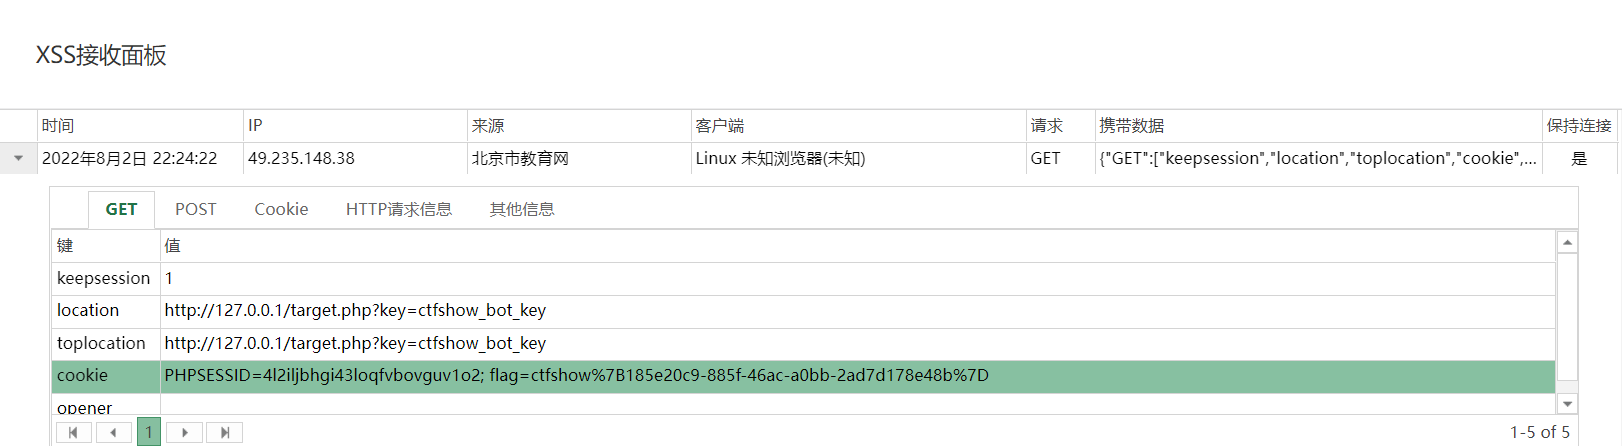 XSS接收面板
时间 IP 来源 客户端 请求 携带数据 保持连接
2022年8月2日 22:24:22 49.235.148.38 北京市教育网 Linux 未知浏览器(未知) GET {"GET":["keepsession","location","toplocation","cookie",... 是
GET POST Cookie HTTP请求信息 其他信息
键 值
keepsession 1
location http://127.0.0.1/target.php?key=ctfshow_bot_key
toplocation http://127.0.0.1/target.php?key=ctfshow_bot_key
cookie PHPSESSID=4l2iljbhgi43loqfvbovguv1o2; flag=ctfshow%7B185e20c9-885f-46ac-a0bb-2ad7d178e48b%7D
opener
1 1-5 of 5